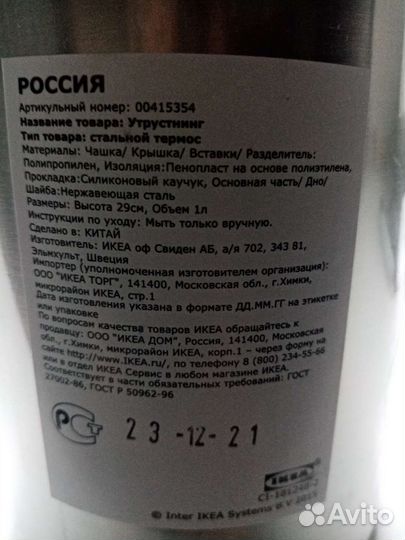 РОССИЯ
Артикульный номер: 00415354
Название товара: Утрустнинг
Тип товара: стальной термос
Материалы: Чашка/ Крышка/ Вставки/ Разделитель:
Полипропилен, Изоляция:Пенопласт на основе полиэтилена,
Прокладка:Силиконовый каучук, Основная часть/ Дно/
Шайба:Нержавеющая сталь
Размеры: Высота 29см, Объем 1л
Инструкции по уходу: Мыть только вручную.
Сделано в: КИТАЙ
Изготовитель: ИКЕА оф Свиден АБ, а/я 702, 343 81,
Эльмхульт, Швеция
Импортер (уполномоченная изготовителем организация):
ООО "ИКЕА ТОРГ", 141400, Московская обл., г.Химки,
микрорайон ИКЕА, стр.1
Дата изготовления указана в формате ДД.ММ.ГГ на этикетке
или упаковке
По вопросам качества товаров ИКЕА обращайтесь к
продавцу: ООО "ИКЕА ДОМ", Россия, 141400, Московская
обл., г.Химки, микрорайон ИКЕА, корп.1 – через форму на
сайте http://www.IKEA.ru/, по телефону 8 (800) 234-55-66
или в отдел ИКЕА Сервис в любом магазине ИКЕА.
Соответствует в части обязательных требований: ГОСТ
27002-86, ГОСТ Р 50962-96
РСТ
23-12-21
IKEA
© Inter IKEA Systems B.V
Avito